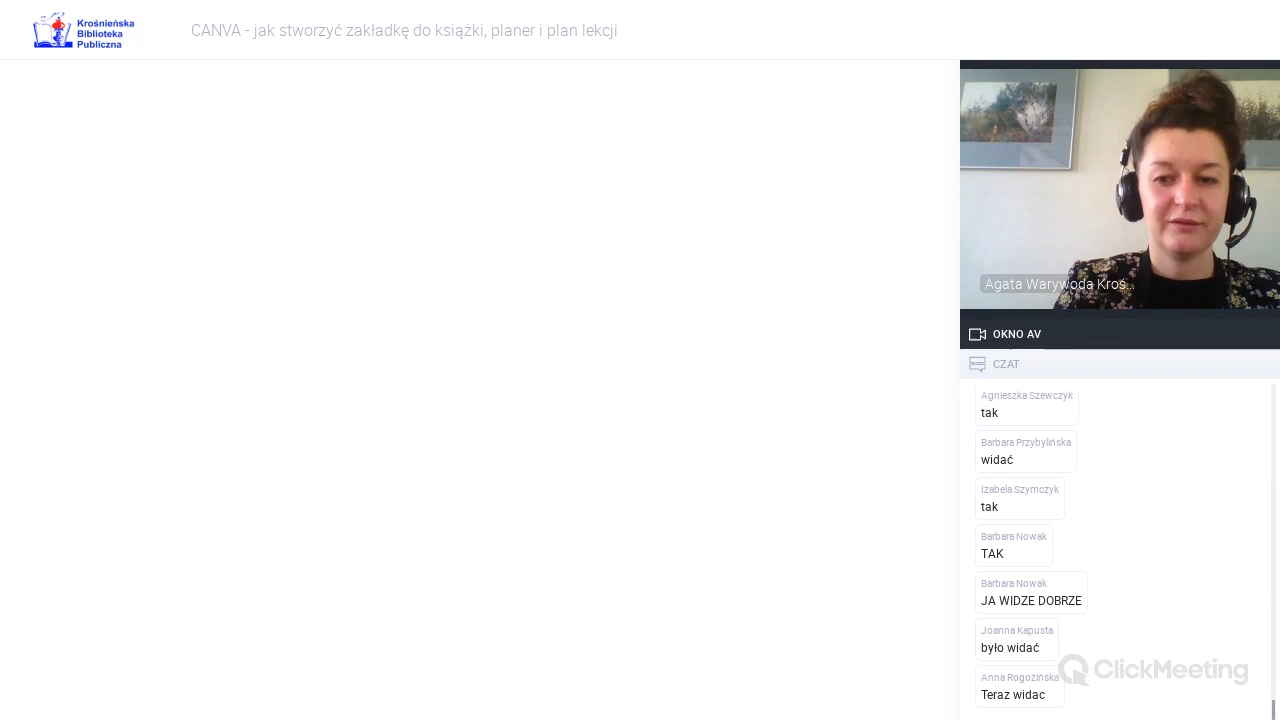 Krośnieńska
Biblioteka
Publiczna
CANVA - jak stworzyć zakładkę do książki, planer i plan lekcji
Agata Warywoda Kroś...
OKNO AV
CZAT
Agnieszka Szewczyk
tak
Barbara Przybylińska
widać
Izabela Szymczyk
tak
Barbara Nowak
TAK
Barbara Nowak
JA WIDZE DOBRZE
Joanna Kapusta
było widać
Anna Rogozińska
Teraz widac
ClickMeeting